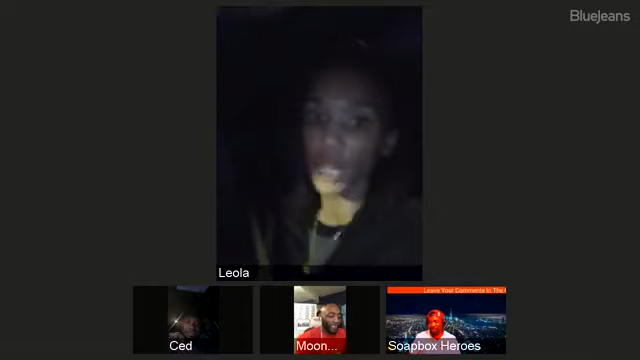 BlueJeans
Leola
Leave Your Comments In The
Ced
Moon...
Soapbox Heroes